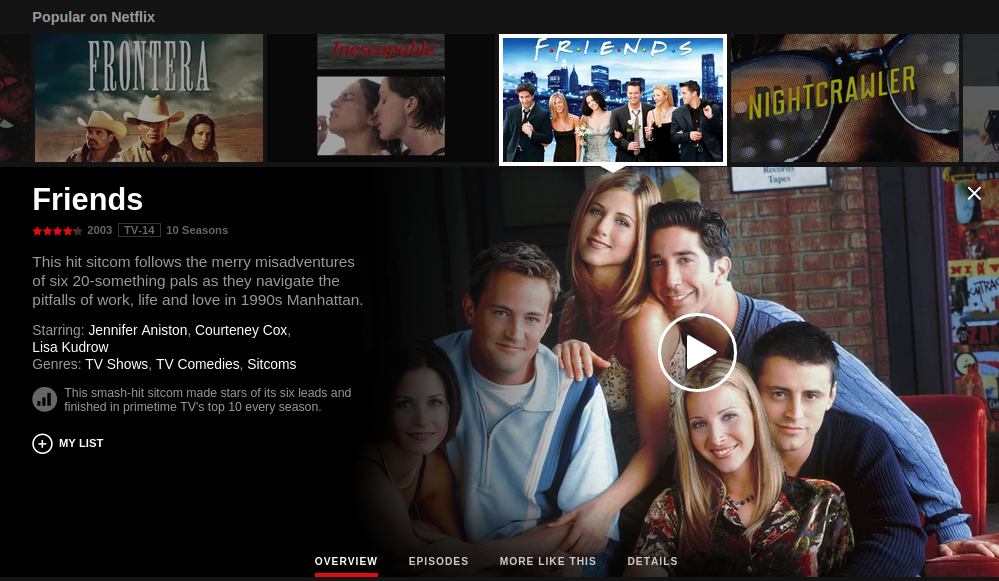 Popular on Netflix
FRONTERA
Inescapable
F·R·I·E·N·D·S
NIGHTCRAWLER
Records
Tapes
Friends
2003 TV-14 10 Seasons
This hit sitcom follows the merry misadventures
of six 20-something pals as they navigate the
pitfalls of work, life and love in 1990s Manhattan.
Starring: Jennifer Aniston, Courteney Cox,
Lisa Kudrow
Genres: TV Shows, TV Comedies, Sitcoms
This smash-hit sitcom made stars of its six leads and
finished in primetime TV's top 10 every season.
MY LIST
OVERVIEW EPISODES MORE LIKE THIS DETAILS